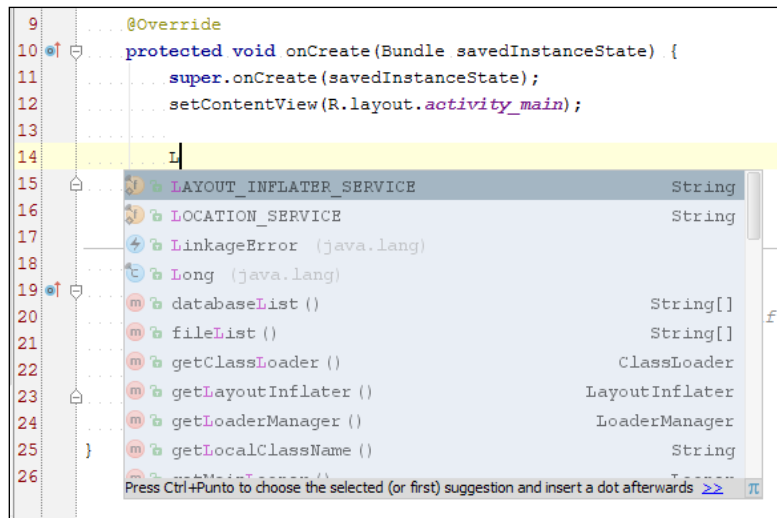 9 @Override
10 protected void onCreate(Bundle savedInstanceState) {
11 super.onCreate(savedInstanceState);
12 setContentView(R.layout.activity_main);
13
14 L
15 LAYOUT_INFLATER_SERVICE String
16 LOCATION_SERVICE String
17 LinkageError (java.lang)
18 Long (java.lang)
19 databaseList() String[]
20 fileList() String[] f
21 getClassLoader() ClassLoader
22 getLayoutInflater() LayoutInflater
23 getLoaderManager() LoaderManager
24 getLocalClassName() String
25 }
26
Press Ctrl+Punto to choose the selected (or first) suggestion and insert a dot afterwards >> π